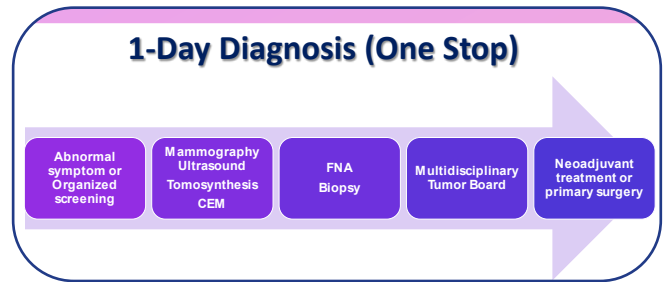 1-Day Diagnosis (One Stop)
Abnormal
symptom or
Organized
screening
Mammography
Ultrasound
Tomosynthesis
CEM
FNA
Biopsy
Multidisciplinary
Tumor Board
Neoadjuvant
treatment or
primary surgery